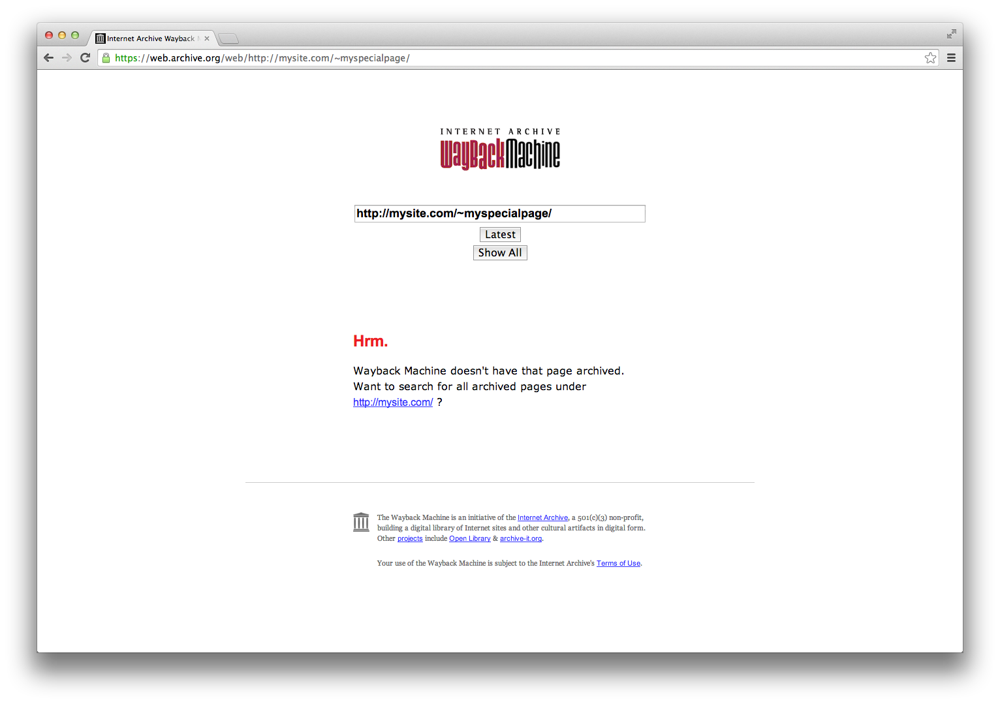 Internet Archive Wayback
https://web.archive.org/web/http://mysite.com/~myspecialpage/
INTERNET ARCHIVE
WayBackMachine
http://mysite.com/~myspecialpage/
Latest
Show All
Hrm.
Wayback Machine doesn't have that page archived.
Want to search for all archived pages under
http://mysite.com/ ?
The Wayback Machine is an initiative of the Internet Archive, a 501(c)(3) non-profit,
building a digital library of Internet sites and other cultural artifacts in digital form.
Other projects include Open Library & archive-it.org.
Your use of the Wayback Machine is subject to the Internet Archive's Terms of Use.